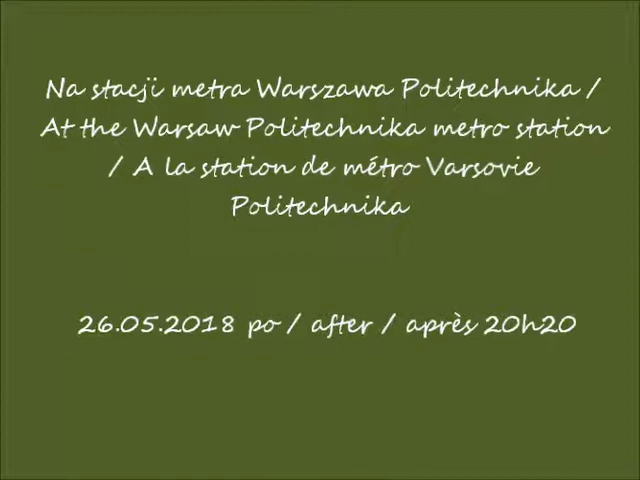 Na stacji metra Warszawa Politechnika /
At the Warsaw Politechnika metro station
/ A la station de métro Varsovie
Politechnika
26.05.2018 po / after / après 20h20